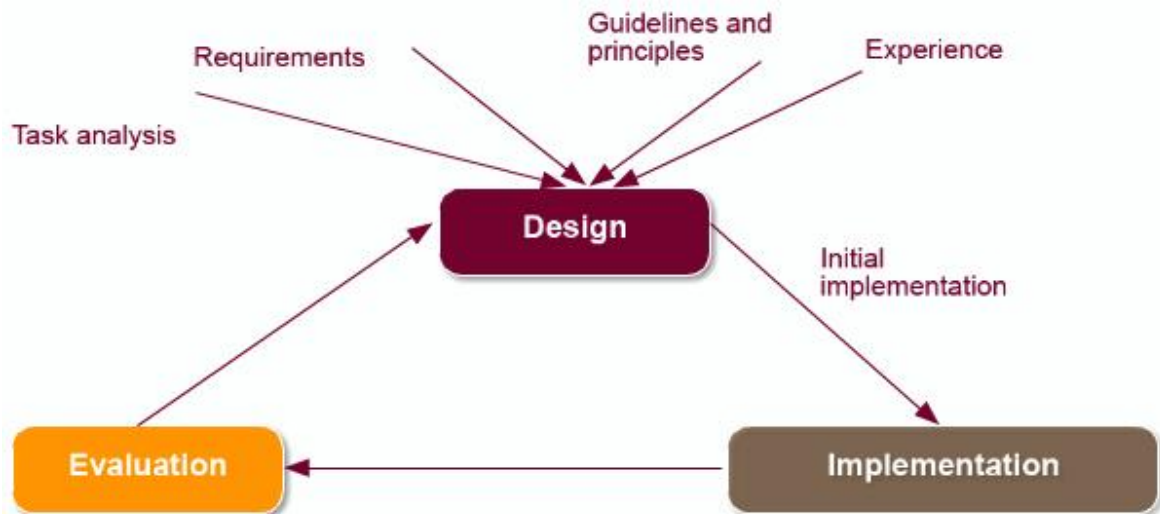 Guidelines and
principles
Requirements
Experience
Task analysis
Design
Initial
implementation
Evaluation
Implementation